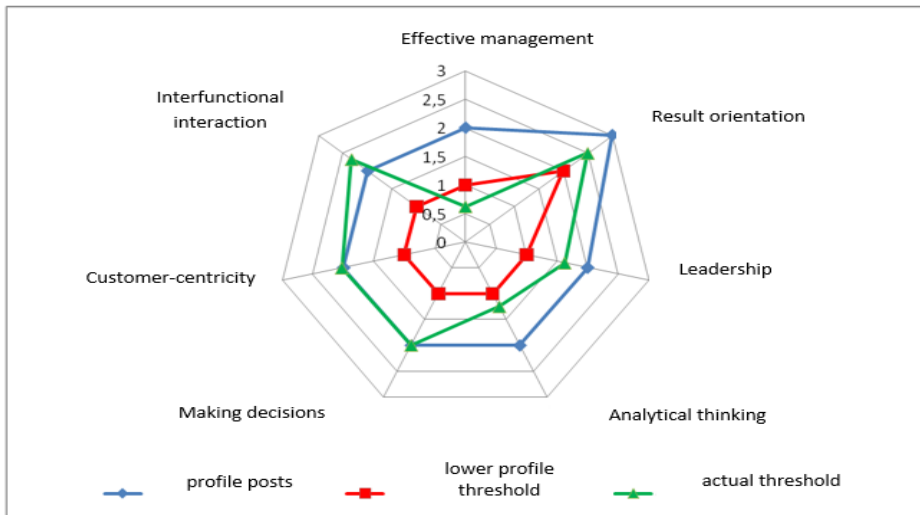 Effective management
3
2,5
2
1,5
1
0,5
0
Interfunctional
interaction
Result orientation
Customer-centricity
Leadership
Making decisions
Analytical thinking
profile posts
lower profile
threshold
actual threshold